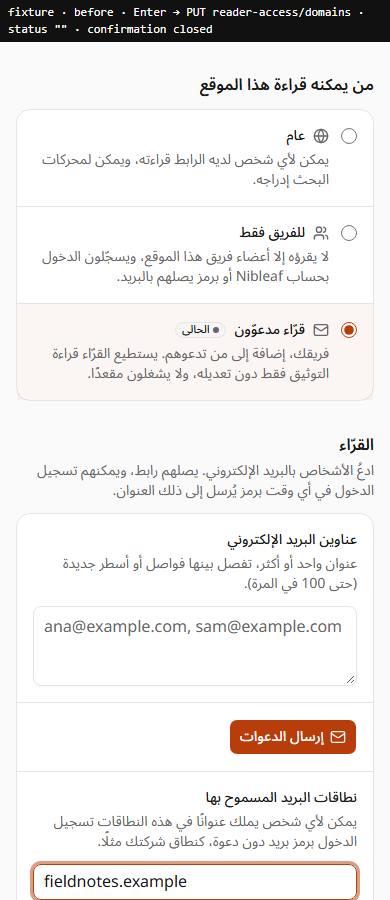 fixture · before · Enter → PUT reader-access/domains ·
status "" · confirmation closed
من يمكنه قراءة هذا الموقع
عام
يمكن لأي شخص لديه الرابط قراءته، ويمكن لمحركات
البحث إدراجه.
للفريق فقط
لا يقرؤه إلا أعضاء فريق هذا الموقع، ويسجّلون الدخول
بحساب Nibleaf أو برمز يصلهم بالبريد.
قرّاء مدعوّون الحالي
فريقك، إضافة إلى من تدعوهم. يستطيع القرّاء قراءة
التوثيق فقط دون تعديله، ولا يشغلون مقعدًا.
القرّاء
ادعُ الأشخاص بالبريد الإلكتروني. يصلهم رابط، ويمكنهم تسجيل
الدخول في أي وقت برمز يُرسل إلى ذلك العنوان.
عناوين البريد الإلكتروني
عنوان واحد أو أكثر، تفصل بينها فواصل أو أسطر جديدة
(حتى 100 في المرة).
ana@example.com, sam@example.com
إرسال الدعوات
نطاقات البريد المسموح بها
يمكن لأي شخص يملك عنوانًا في هذه النطاقات تسجيل
الدخول برمز بريد دون دعوة، كنطاق شركتك مثلًا.
fieldnotes.example